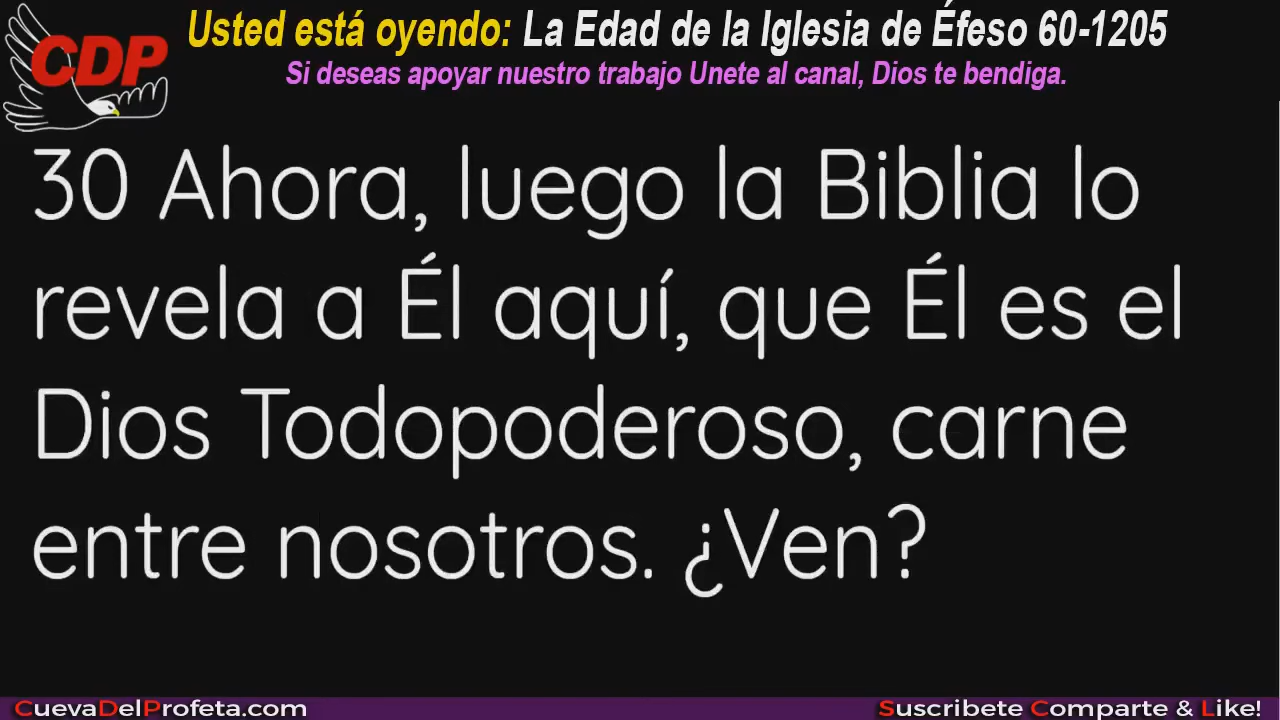 CDP
Usted está oyendo: La Edad de la Iglesia de Éfeso 60-1205
Si deseas apoyar nuestro trabajo Unete al canal, Dios te bendiga.
30 Ahora, luego la Biblia lo
revela a Él aquí, que Él es el
Dios Todopoderoso, carne
entre nosotros. ¿Ven?
CuevaDelProfeta.com
Suscribete Comparte & Like!